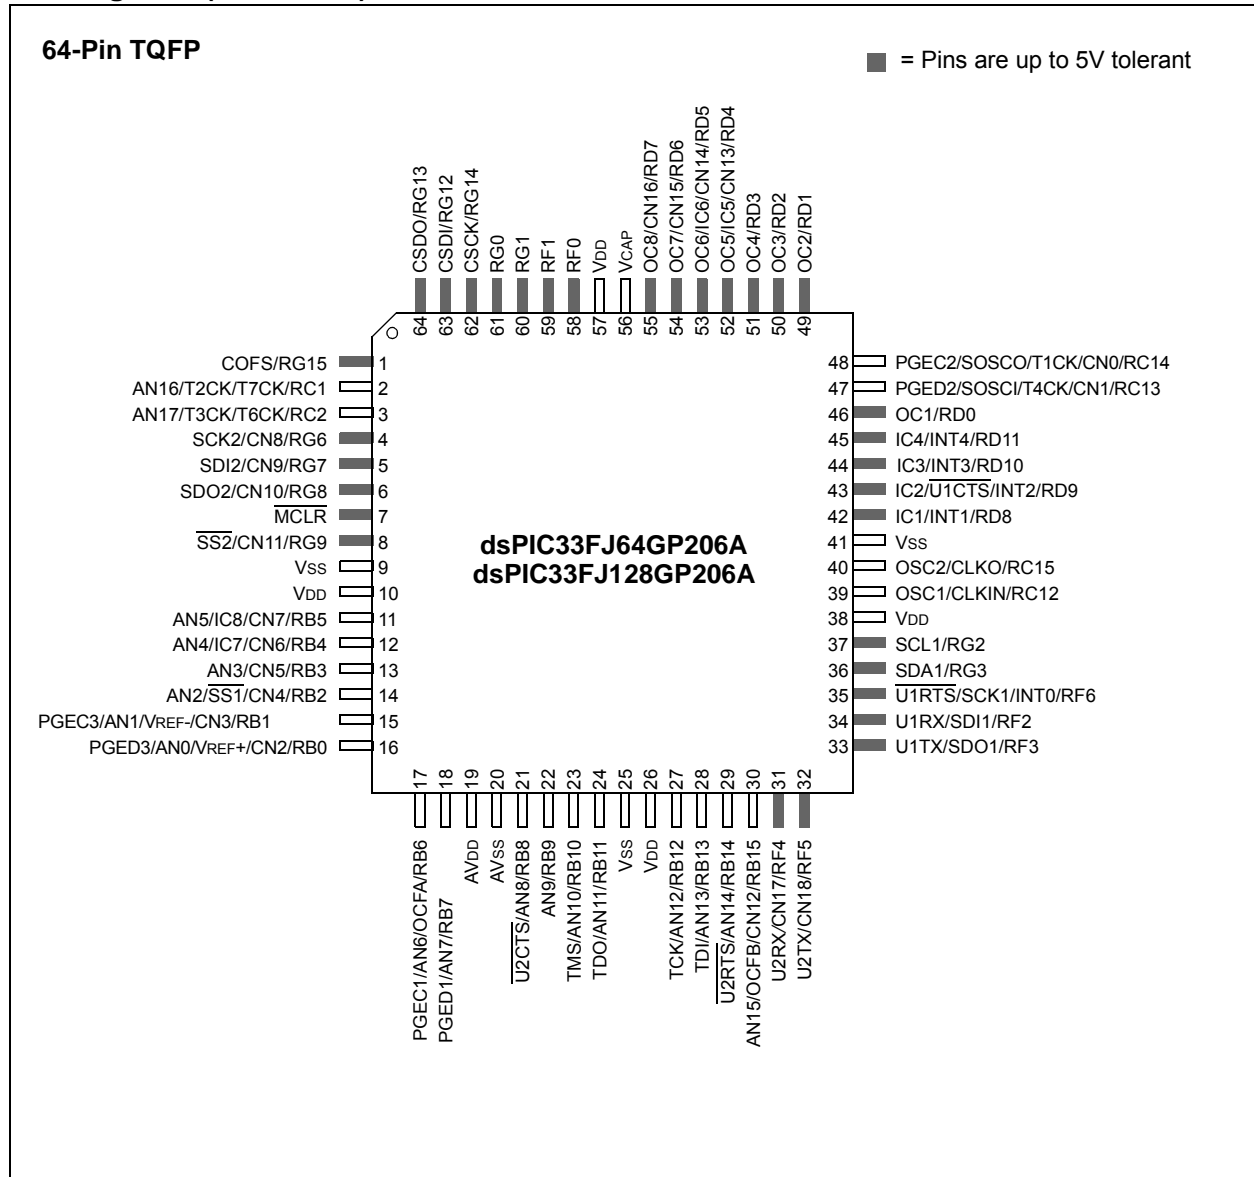 64-Pin TQFP
= Pins are up to 5V tolerant
CSDO/RG13
CSDI/RG12
CSCK/RG14
RG0
RG1
RF1
RF0
VDD
VCAP
OC8/CN16/RD7
OC7/CN15/RD6
OC6/IC6/CN14/RD5
OC5/IC5/CN13/RD4
OC4/RD3
OC3/RD2
OC2/RD1
64 63 62 61 60 59 58 57 56 55 54 53 52 51 50 49
COFS/RG15 1
AN16/T2CK/T7CK/RC1 2
AN17/T3CK/T6CK/RC2 3
SCK2/CN8/RG6 4
SDI2/CN9/RG7 5
SDO2/CN10/RG8 6
MCLR 7
SS2/CN11/RG9 8
VSS 9
VDD 10
AN5/IC8/CN7/RB5 11
AN4/IC7/CN6/RB4 12
AN3/CN5/RB3 13
AN2/SS1/CN4/RB2 14
PGEC3/AN1/VREF-/CN3/RB1 15
PGED3/AN0/VREF+/CN2/RB0 16
dsPIC33FJ64GP206A
dsPIC33FJ128GP206A
48 PGEC2/SOSCO/T1CK/CN0/RC14
47 PGED2/SOSCI/T4CK/CN1/RC13
46 OC1/RD0
45 IC4/INT4/RD11
44 IC3/INT3/RD10
43 IC2/U1CTS/INT2/RD9
42 IC1/INT1/RD8
41 VSS
40 OSC2/CLKO/RC15
39 OSC1/CLKIN/RC12
38 VDD
37 SCL1/RG2
36 SDA1/RG3
35 U1RTS/SCK1/INT0/RF6
34 U1RX/SDI1/RF2
33 U1TX/SDO1/RF3
17 18 19 20 21 22 23 24 25 26 27 28 29 30 31 32
PGEC1/AN6/OCFA/RB6
PGED1/AN7/RB7
AVDD
AVSS
U2CTS/AN8/RB8
AN9/RB9
TMS/AN10/RB10
TDO/AN11/RB11
VSS
VDD
TCK/AN12/RB12
TDI/AN13/RB13
U2RTS/AN14/RB14
AN15/OCFB/CN12/RB15
U2RX/CN17/RF4
U2TX/CN18/RF5